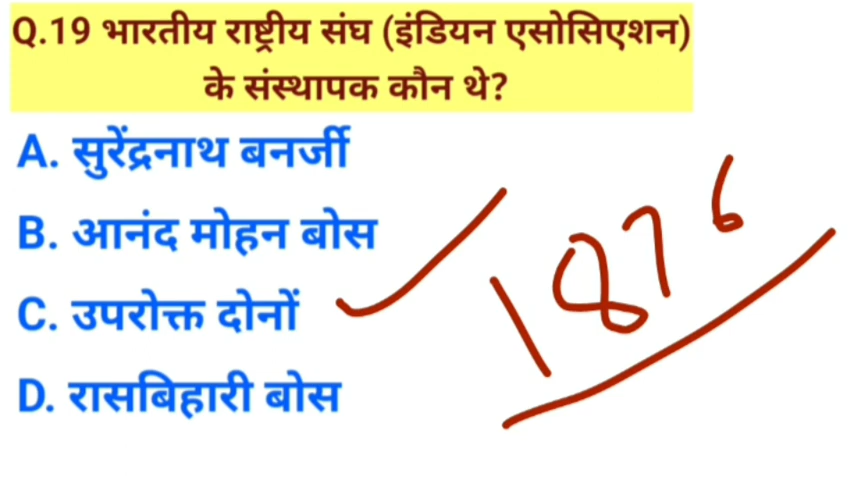 Q.19 भारतीय राष्ट्रीय संघ (इंडियन एसोसिएशन)
के संस्थापक कौन थे?
A. सुरेंद्रनाथ बनर्जी
B. आनंद मोहन बोस
C. उपरोक्त दोनों
D. रासबिहारी बोस
1876